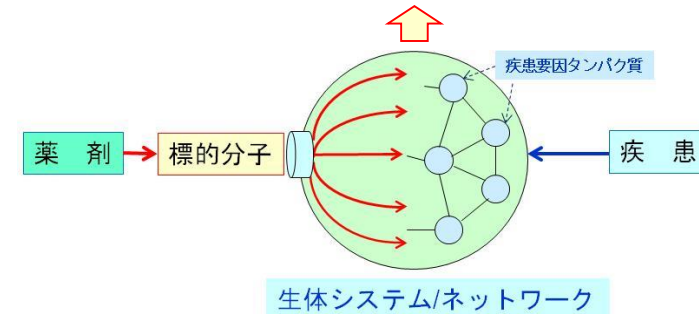 疾患要因タンパク質
薬 剤
標的分子
疾 患
生体システム/ネットワーク